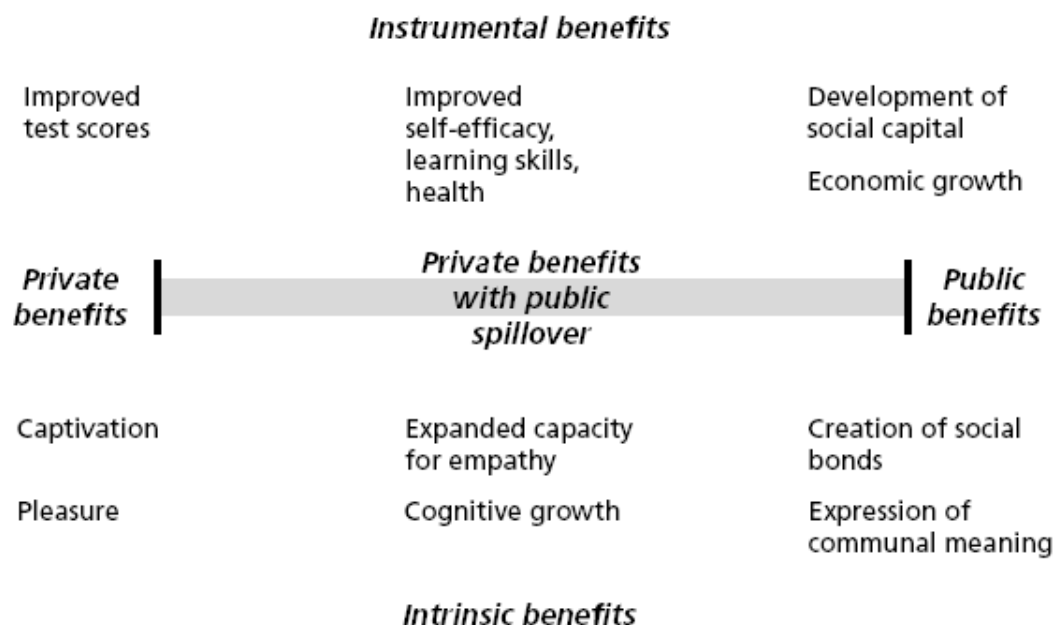 Instrumental benefits
Improved
test scores
Improved
self-efficacy,
learning skills,
health
Development of
social capital
Economic growth
Private
benefits
Private benefits
with public
spillover
Public
benefits
Captivation
Pleasure
Expanded capacity
for empathy
Cognitive growth
Creation of social
bonds
Expression of
communal meaning
Intrinsic benefits